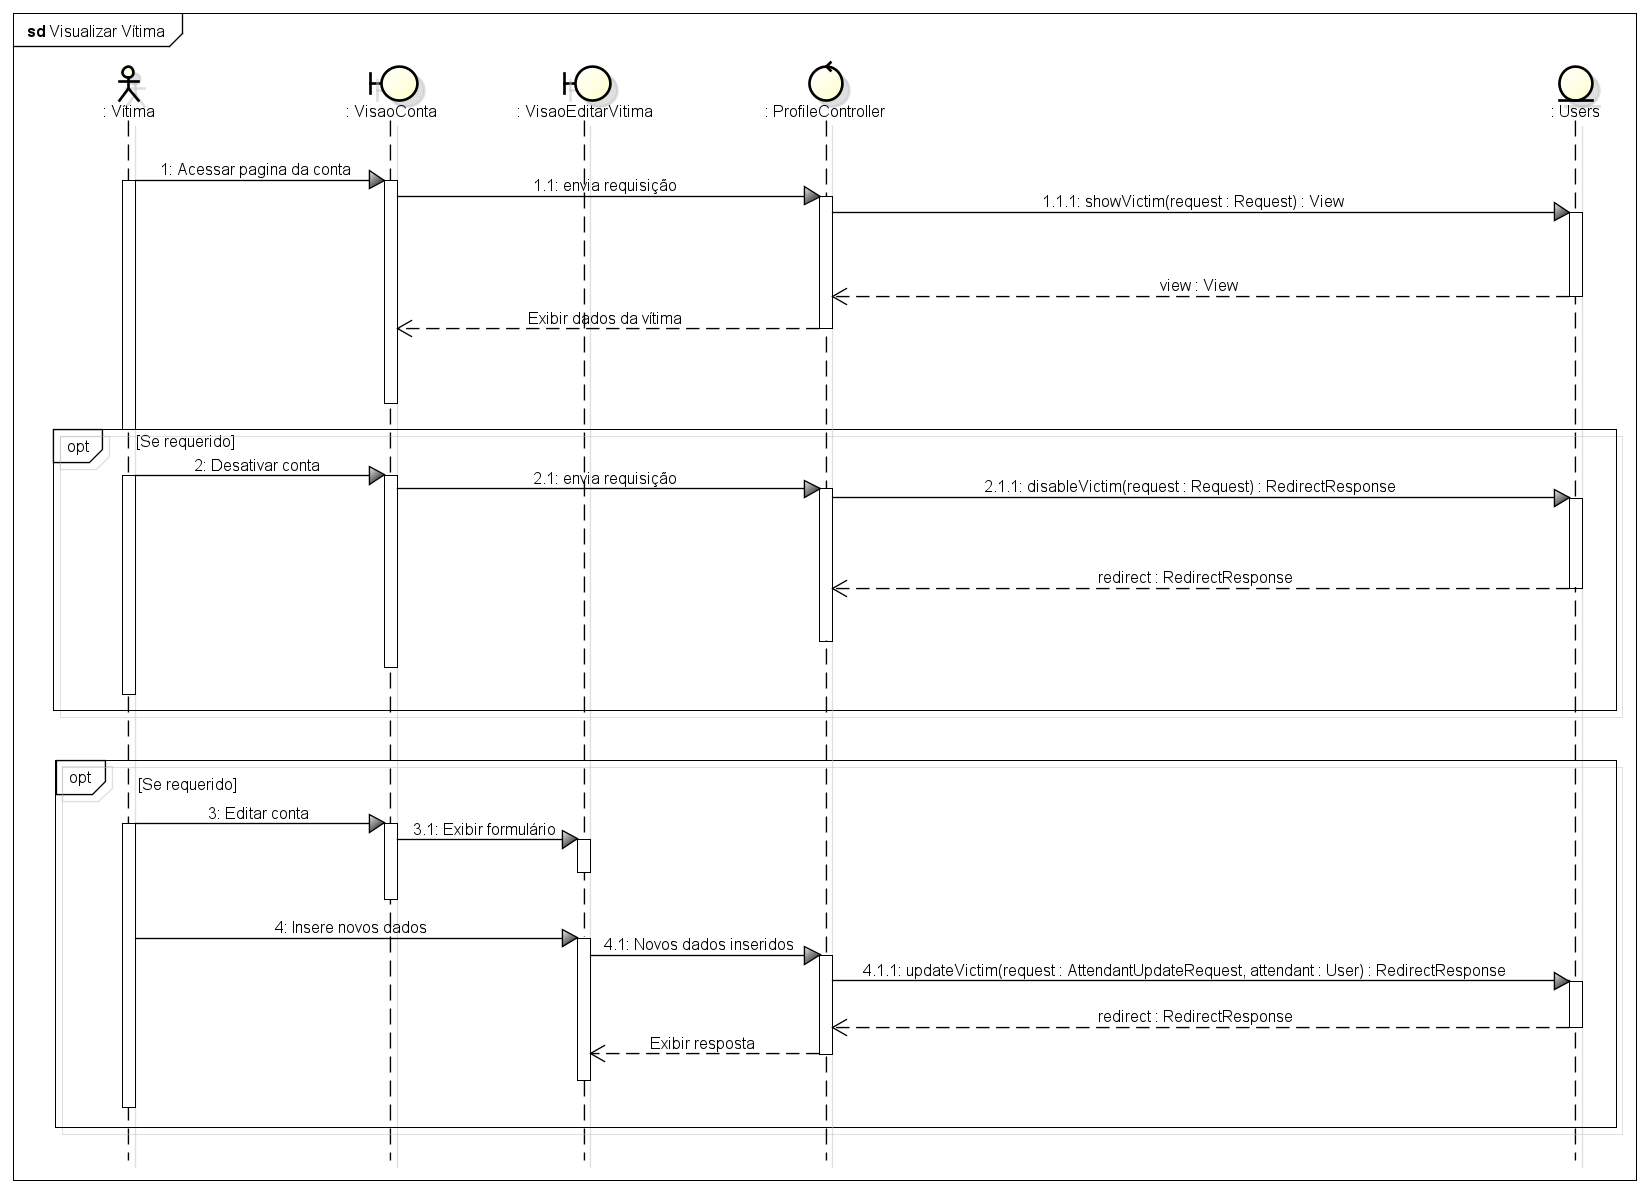 sd Visualizar Vítima
: Vítima
: VisaoConta
: VisaoEditarVitima
: ProfileController
: Users
1: Acessar pagina da conta
1.1: envia requisição
1.1.1: showVictim(request : Request) : View
view : View
Exibir dados da vítima
opt
[Se requerido]
2: Desativar conta
2.1: envia requisição
2.1.1: disableVictim(request : Request) : RedirectResponse
redirect : RedirectResponse
opt
[Se requerido]
3: Editar conta
3.1: Exibir formulário
4: Insere novos dados
4.1: Novos dados inseridos
4.1.1: updateVictim(request : AttendantUpdateRequest, attendant : User) : RedirectResponse
redirect : RedirectResponse
Exibir resposta